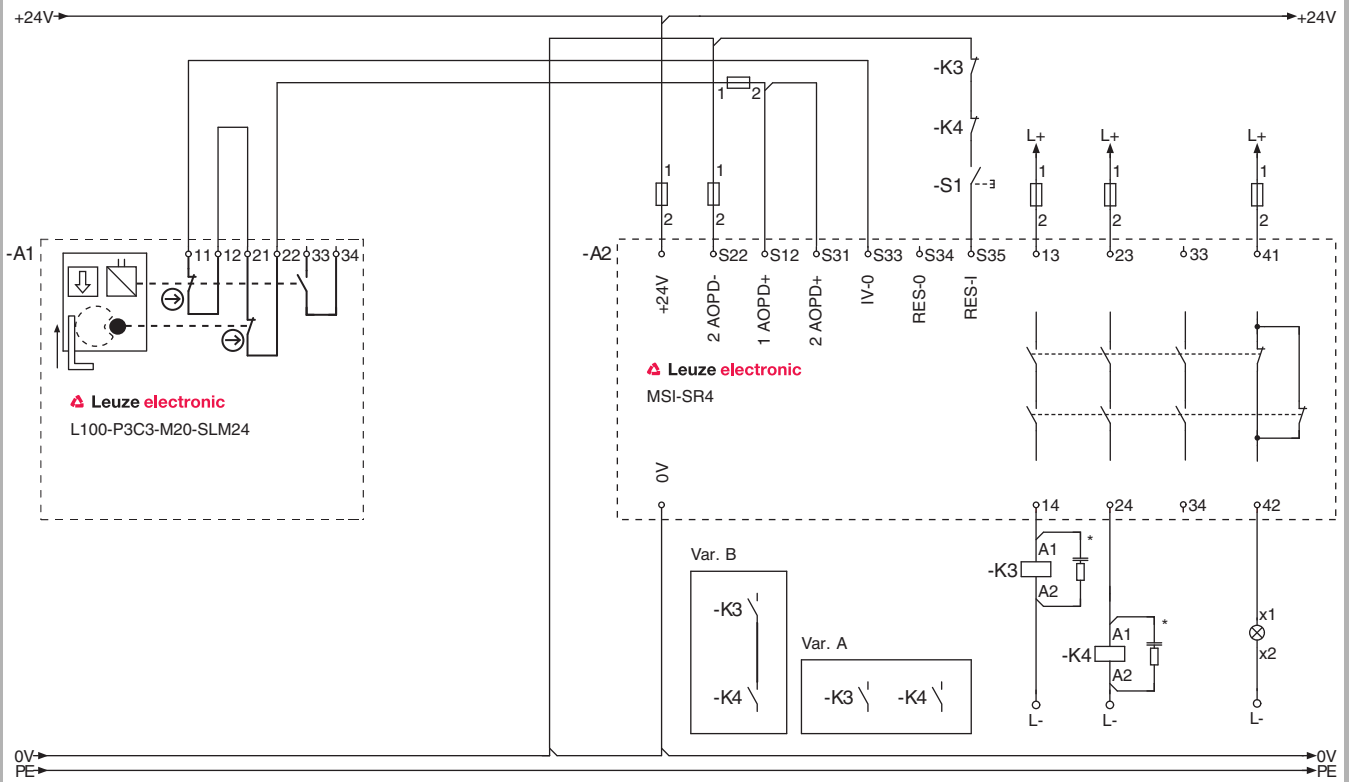 +24V +24V
-K3
1 2
-K4
L+ L+ L+
1 1 -S1 1 1 1
2 2 2 2 2
-A1 11 12 21 22 33 34 -A2 S22 S12 S31 S33 S34 S35 13 23 33 41
+24V
2 AOPD-
1 AOPD+
2 AOPD+
IV-0
RES-0
RES-I
Leuze electronic
MSI-SR4
Leuze electronic
L100-P3C3-M20-SLM24
0V
14 24 34 42
Var. B
-K3
-K4
Var. A
-K3 -K4
A1 *
-K3
A2
A1 *
-K4
A2
x1
x2
L- L- L-
0V 0V
PE PE